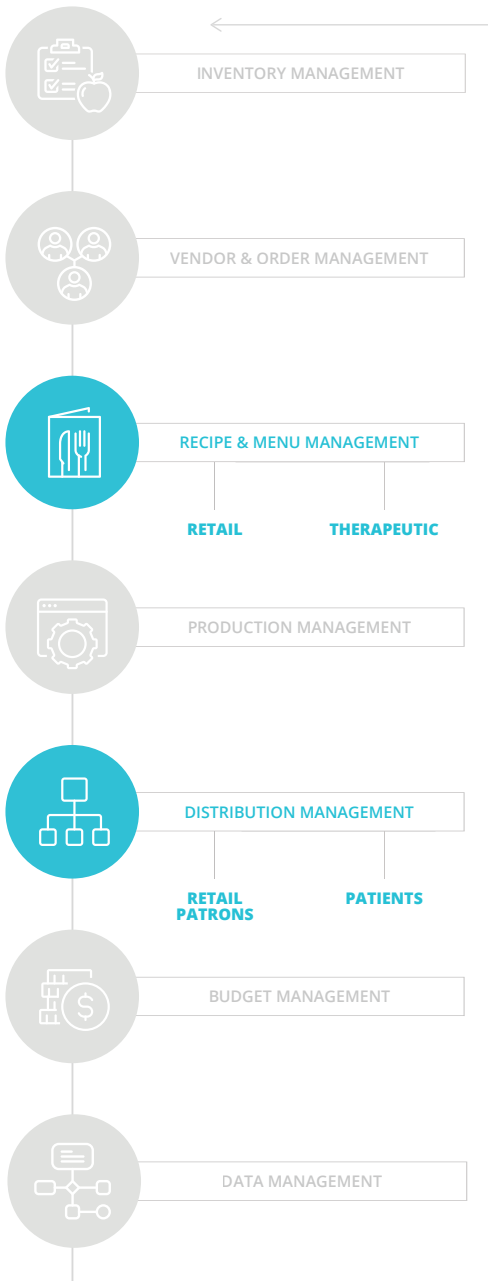 INVENTORY MANAGEMENT
VENDOR & ORDER MANAGEMENT
RECIPE & MENU MANAGEMENT
RETAIL
THERAPEUTIC
PRODUCTION MANAGEMENT
DISTRIBUTION MANAGEMENT
RETAIL
PATRONS
PATIENTS
$
BUDGET MANAGEMENT
DATA MANAGEMENT